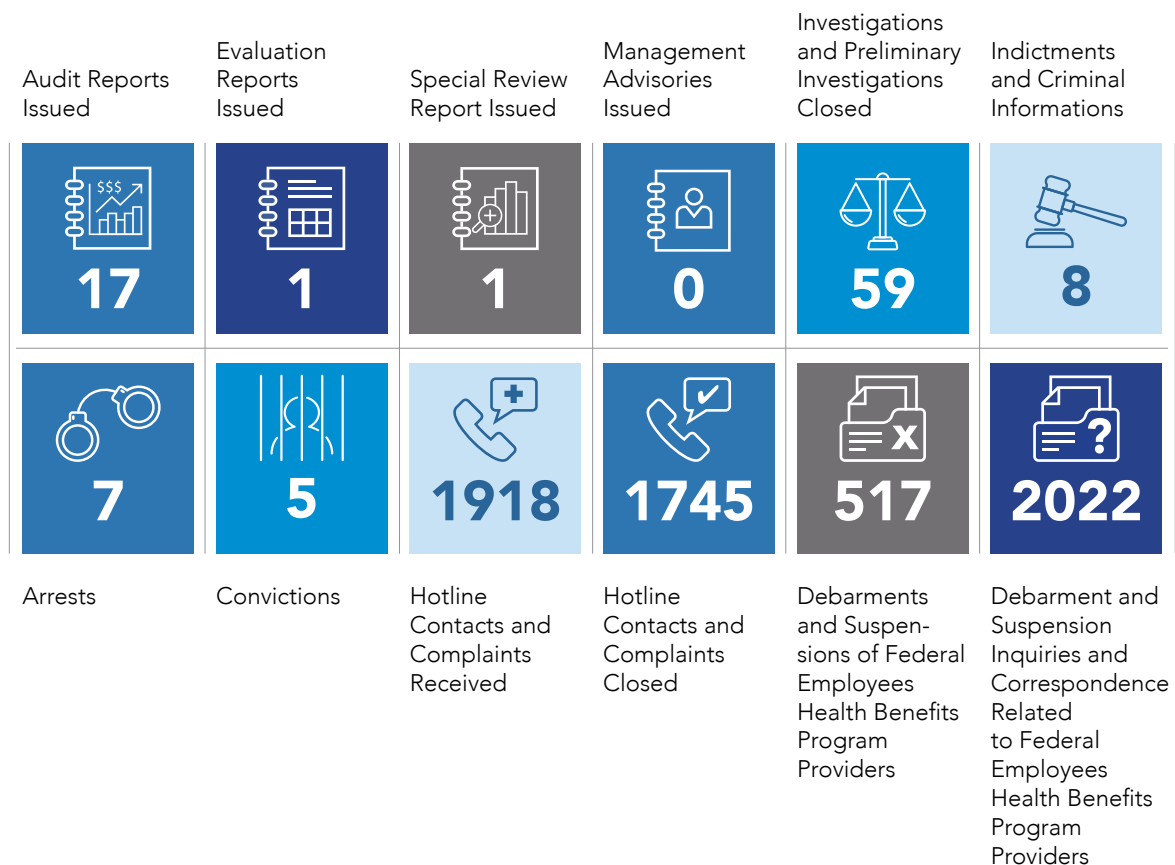 Audit Reports
Issued
Evaluation
Reports
Issued
Special Review
Report Issued
Management
Advisories
Issued
Investigations
and Preliminary
Investigations
Closed
Indictments
and Criminal
Informations
$$$
17
1
1
0
59
8
X
?
7
5
1918
1745
517
2022
Arrests
Convictions
Hotline
Contacts and
Complaints
Received
Hotline
Contacts and
Complaints
Closed
Debarments
and Suspen-
sions of Federal
Employees
Health Benefits
Program
Providers
Debarment and
Suspension
Inquiries and
Correspondence
Related
to Federal
Employees
Health Benefits
Program
Providers